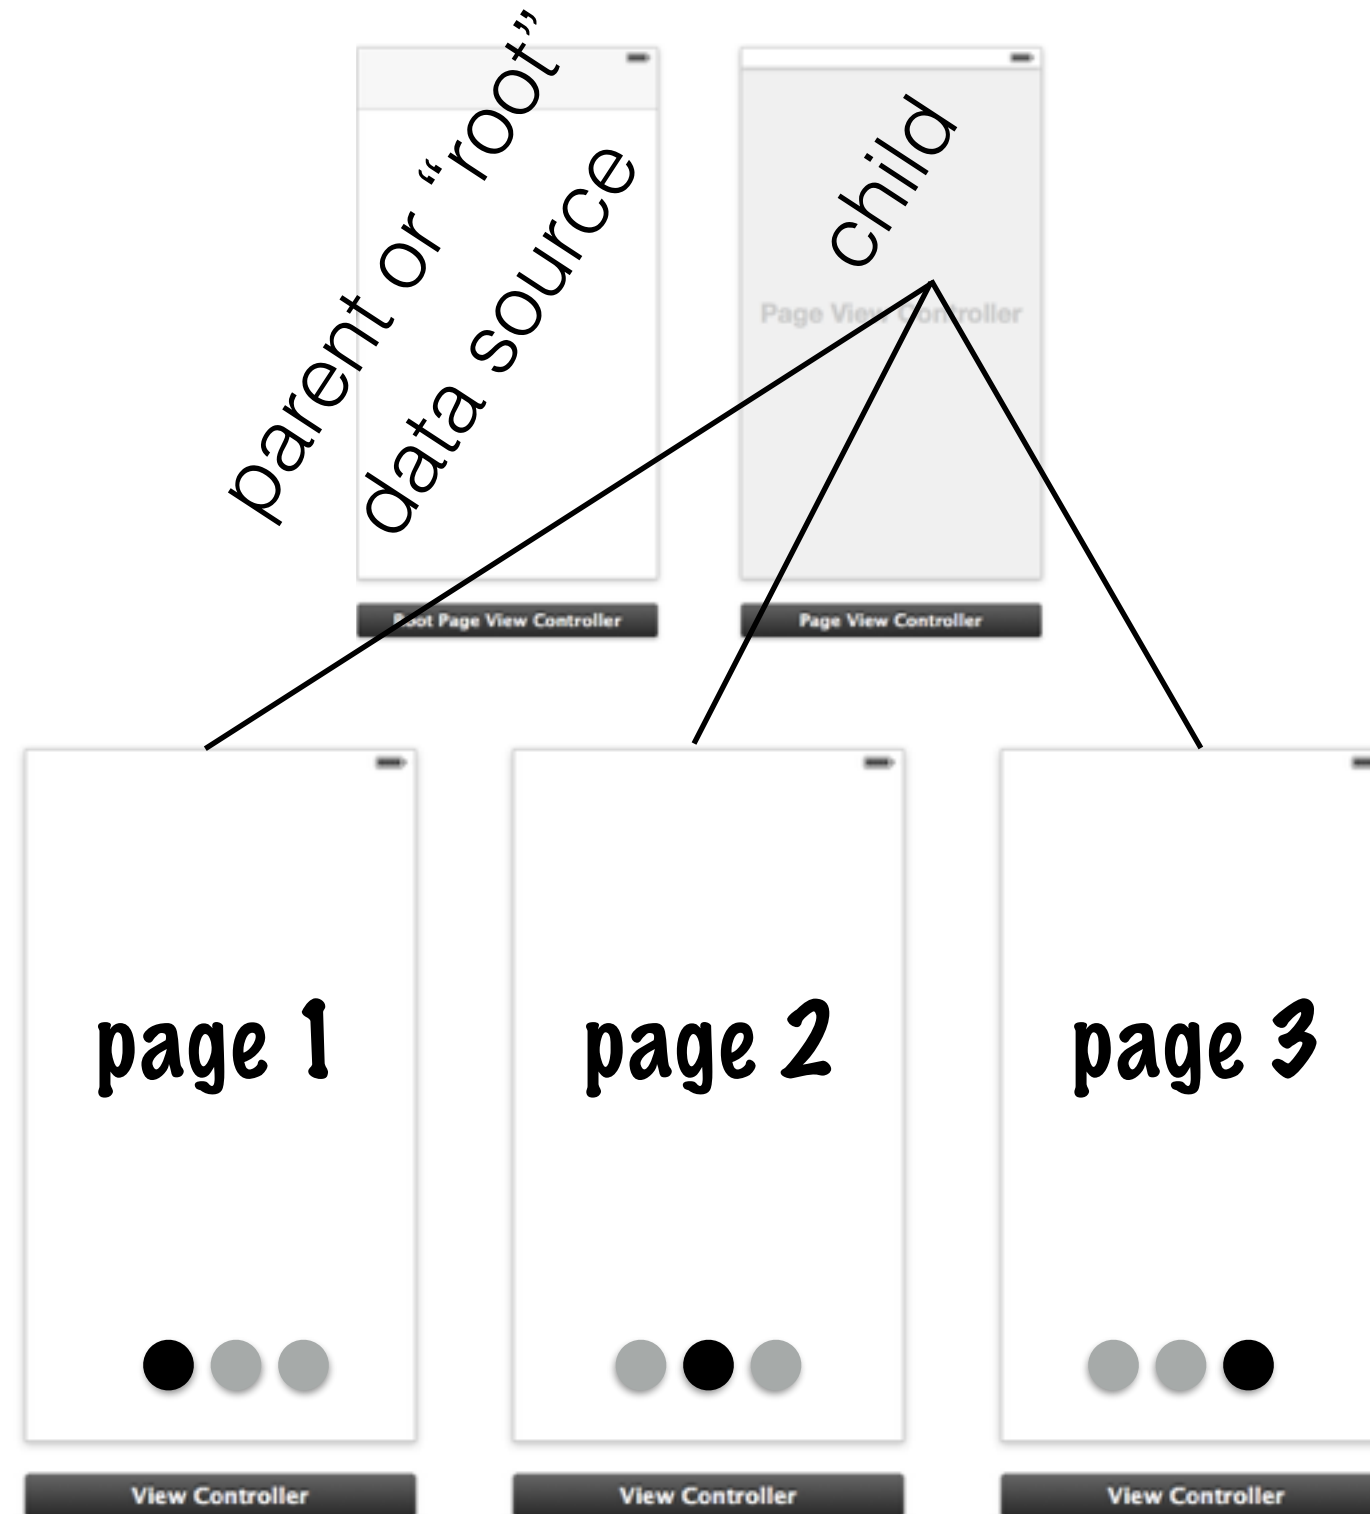 parent or “root”
data source
child
Page View Controller
Root Page View Controller
Page View Controller
page 1
page 2
page 3
View Controller
View Controller
View Controller